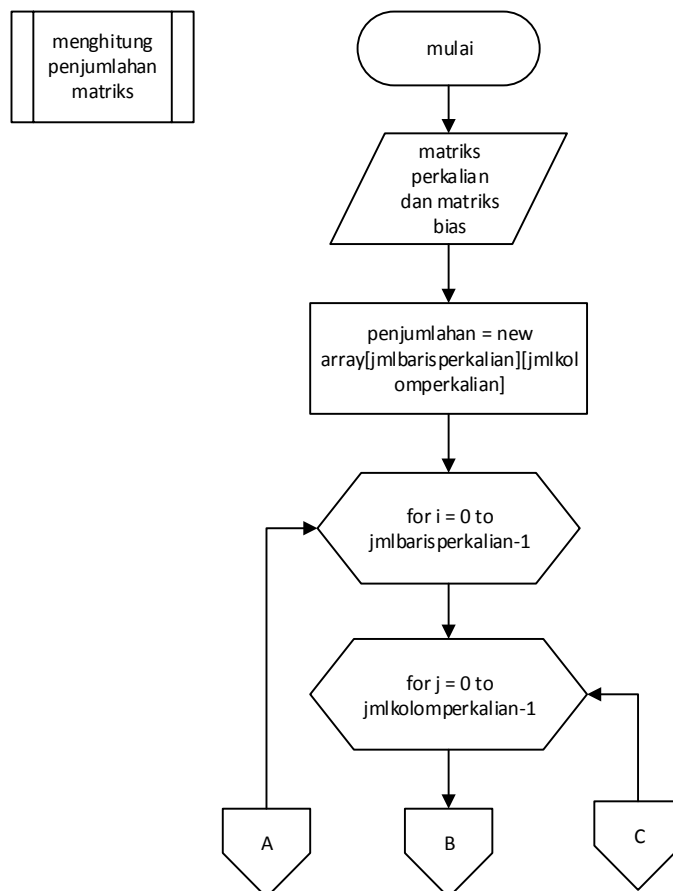 menghitung
penjumlahan
matriks
mulai
matriks
perkalian
dan matriks
bias
penjumlahan = new
array[jmlbarisperkalian][jmlkol
omperkalian]
for i = 0 to
jmlbarisperkalian-1
for j = 0 to
jmlkolomperkalian-1
A
B
C